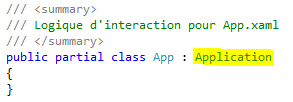 /// <summary>
/// Logique d'interaction pour App.xaml
/// </summary>
public partial class App : Application
{
}